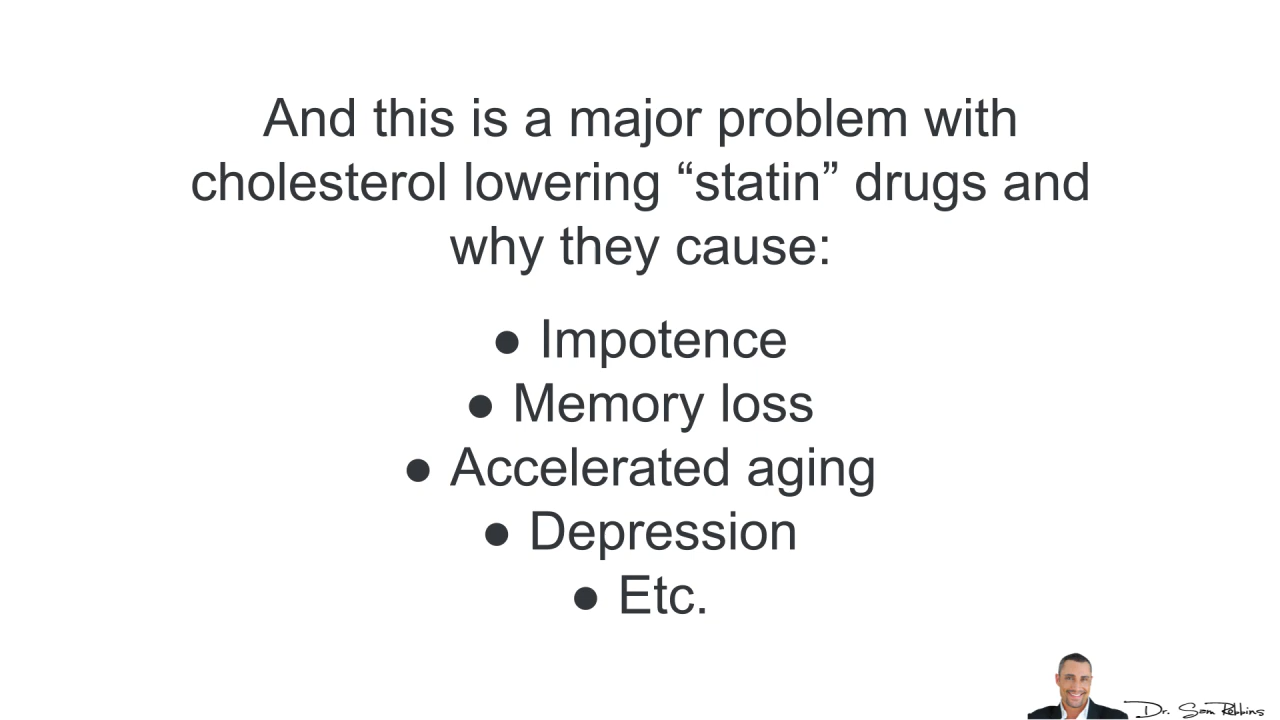 And this is a major problem with
cholesterol lowering “statin” drugs and
why they cause:
● Impotence
● Memory loss
● Accelerated aging
● Depression
● Etc.
Dr. Sam Robbins